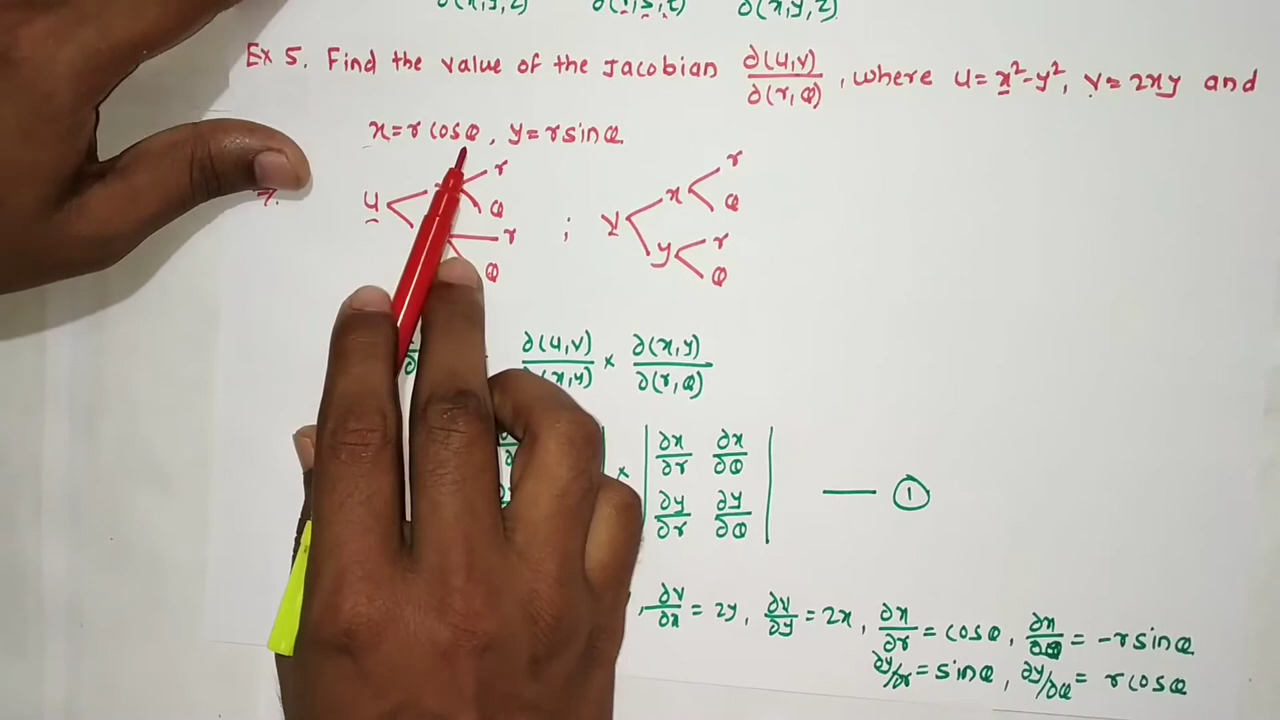 ∂(x,y,z) ∂(r,s,t) ∂(x,y,z)
Ex 5. Find the value of the Jacobian ∂(u,v)/∂(r,θ), where u = x²-y², v = 2xy and
x = r cosθ, y = r sinθ
7. u r θ r θ ; v x r θ y r θ
∂(u,v)/∂(x,y) × ∂(x,y)/∂(r,θ)
× | ∂x/∂r ∂x/∂θ |
| ∂y/∂r ∂y/∂θ | — ①
, ∂v/∂x = 2y, ∂v/∂y = 2x, ∂x/∂r = cosθ, ∂x/∂θ = -r sinθ
∂y/∂r = sinθ, ∂y/∂θ = r cosθ